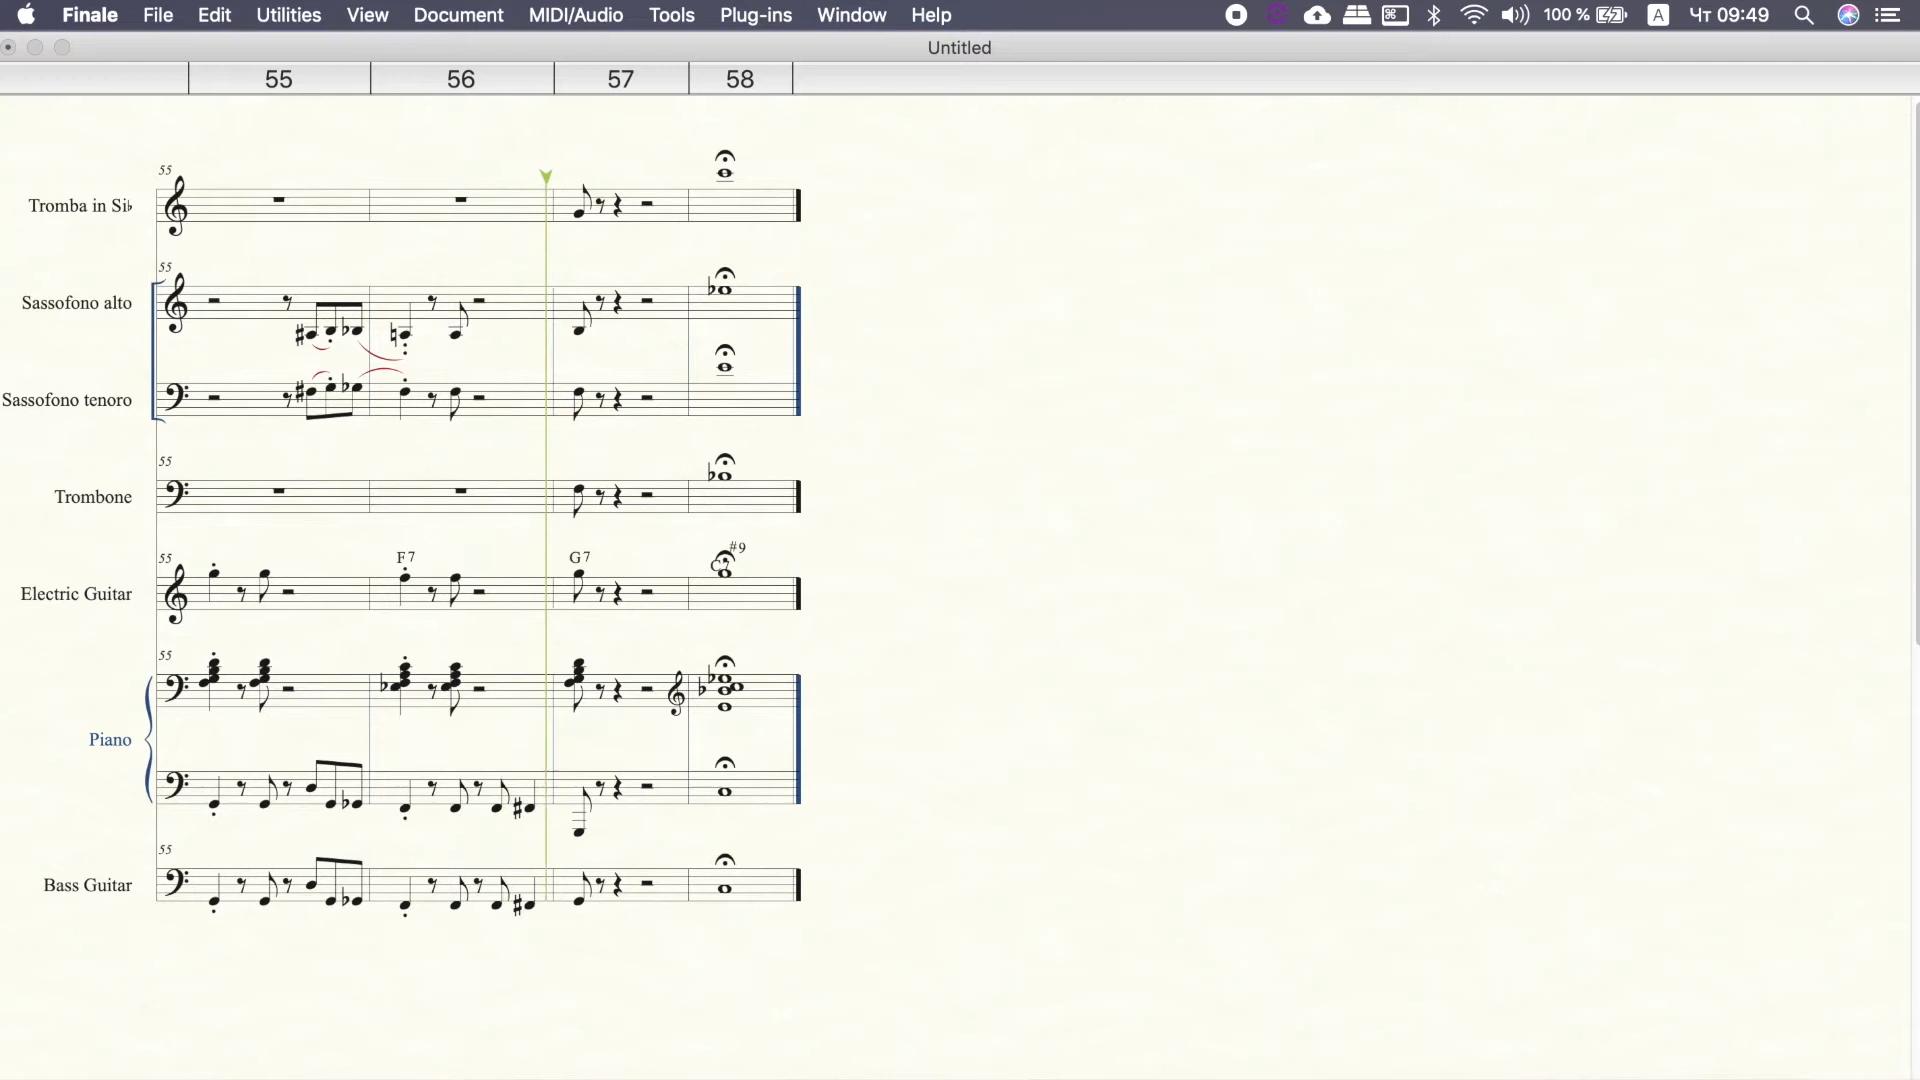 Finale File Edit Utilities View Document MIDI/Audio Tools Plug-ins Window Help 100 % A Чт 09:49
Untitled
55 56 57 58
55
Tromba in Si♭
55
Sassofono alto
Sassofono tenoro
55
Trombone
55 F7 G7 C7 #9
Electric Guitar
55
Piano
55
Bass Guitar